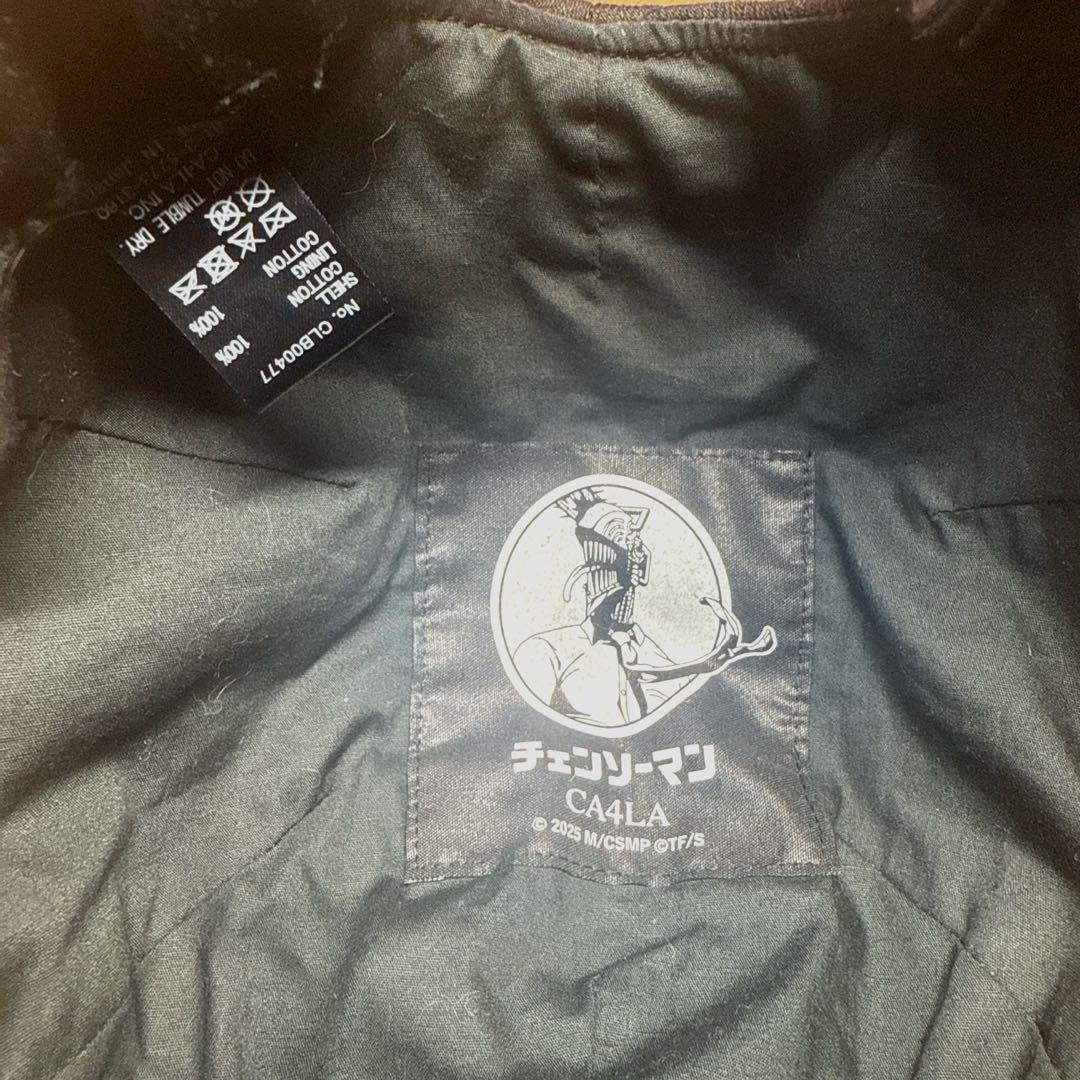 No. CLB00477
SHELL
COTTON 100%
LINING
COTTON 100%
DO NOT TUMBLE DRY.
CA4LA INC.
チェンソーマン
CA4LA
© 2025 M/CSMP ©TF/S